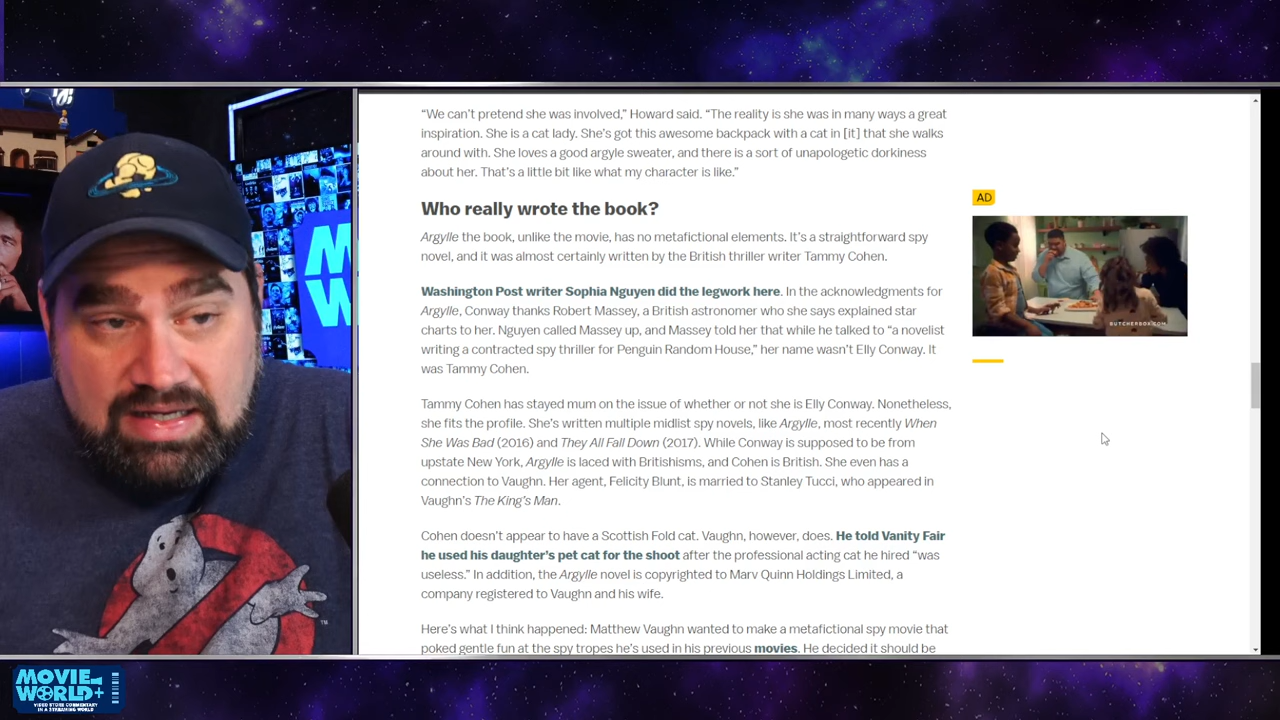 “We can’t pretend she was involved,” Howard said. “The reality is she was in many ways a great
inspiration. She is a cat lady. She’s got this awesome backpack with a cat in [it] that she walks
around with. She loves a good argyle sweater, and there is a sort of unapologetic dorkiness
about her. That’s a little bit like what my character is like.”
Who really wrote the book?
Argylle the book, unlike the movie, has no metafictional elements. It’s a straightforward spy
novel, and it was almost certainly written by the British thriller writer Tammy Cohen.
Washington Post writer Sophia Nguyen did the legwork here. In the acknowledgments for
Argylle, Conway thanks Robert Massey, a British astronomer who she says explained star
charts to her. Nguyen called Massey up, and Massey told her that while he talked to “a novelist
writing a contracted spy thriller for Penguin Random House,” her name wasn’t Elly Conway. It
was Tammy Cohen.
Tammy Cohen has stayed mum on the issue of whether or not she is Elly Conway. Nonetheless,
she fits the profile. She’s written multiple midlist spy novels, like Argylle, most recently When
She Was Bad (2016) and They All Fall Down (2017). While Conway is supposed to be from
upstate New York, Argylle is laced with Britishisms, and Cohen is British. She even has a
connection to Vaughn. Her agent, Felicity Blunt, is married to Stanley Tucci, who appeared in
Vaughn’s The King’s Man.
Cohen doesn’t appear to have a Scottish Fold cat. Vaughn, however, does. He told Vanity Fair
he used his daughter’s pet cat for the shoot after the professional acting cat he hired “was
useless.” In addition, the Argylle novel is copyrighted to Marv Quinn Holdings Limited, a
company registered to Vaughn and his wife.
Here’s what I think happened: Matthew Vaughn wanted to make a metafictional spy movie that
poked gentle fun at the spy tropes he’s used in his previous movies. He decided it should be
AD
BUTCHERBOX.COM
M
W
TM
MOVIE
WORLD+
VIDEO STORE COMMENTARY
IN A STREAMING WORLD